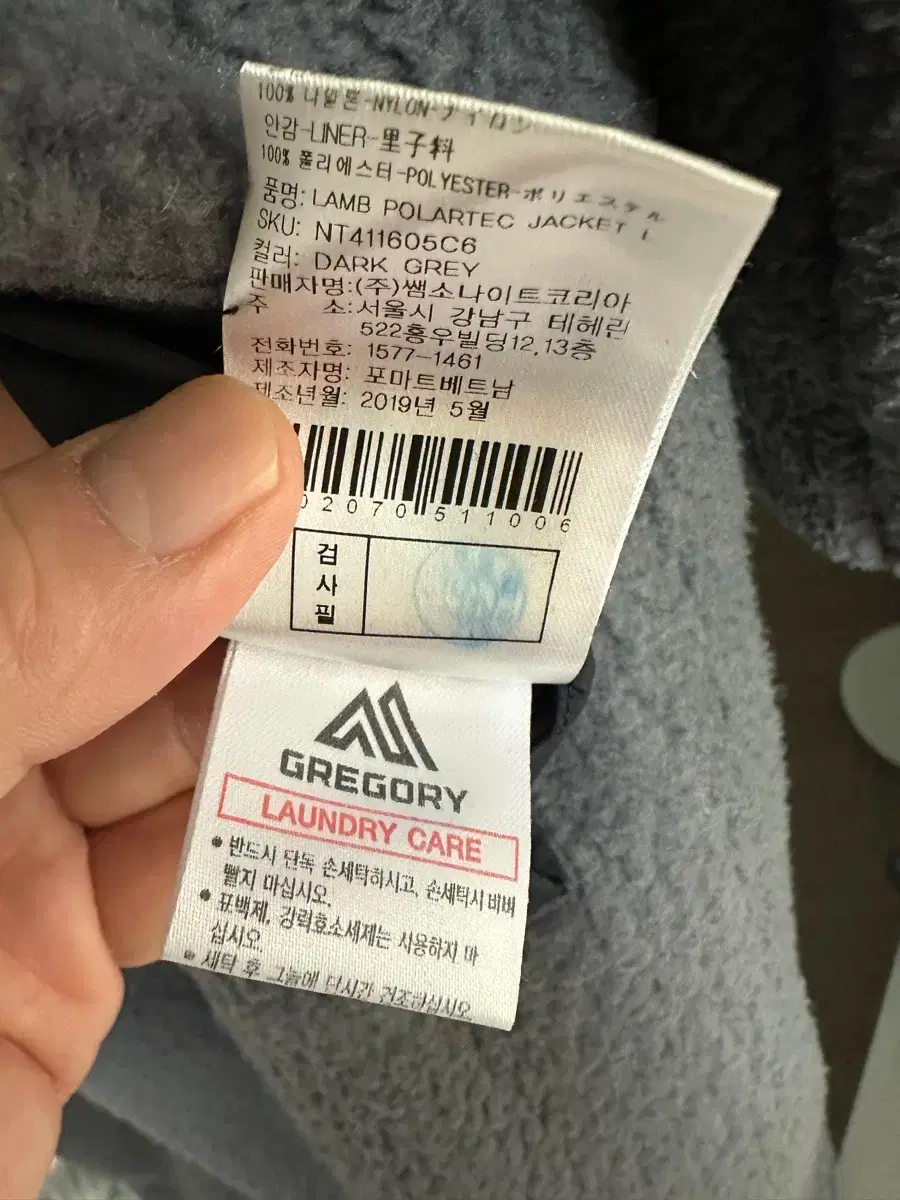 100% 나일론-NYLON-ナイロン
안감-LINER-里子料
100% 폴리에스터-POLYESTER-ポリエステル
품명: LAMB POLARTEC JACKET
SKU: NT411605C6
컬러: DARK GREY
판매자명:(주)쌤소나이트코리아
주 소:서울시 강남구 테헤란
522홍우빌딩12,13층
전화번호: 1577-1461
제조자명: 포마트베트남
제조년월: 2019년 5월
02070511006
검사필
GREGORY
LAUNDRY CARE
• 반드시 단독 손세탁하시고, 손세탁시 비벼
빨지 마십시오.
• 표백제, 강력효소세제는 사용하지 마
십시오.
• 세탁 후 그늘에 단시간 건조하십시오.